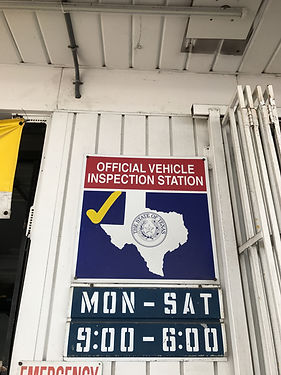 OFFICIAL VEHICLE
INSPECTION STATION
THE STATE OF TEXAS
MON-SAT
9:00-6:00
EMERGENCY